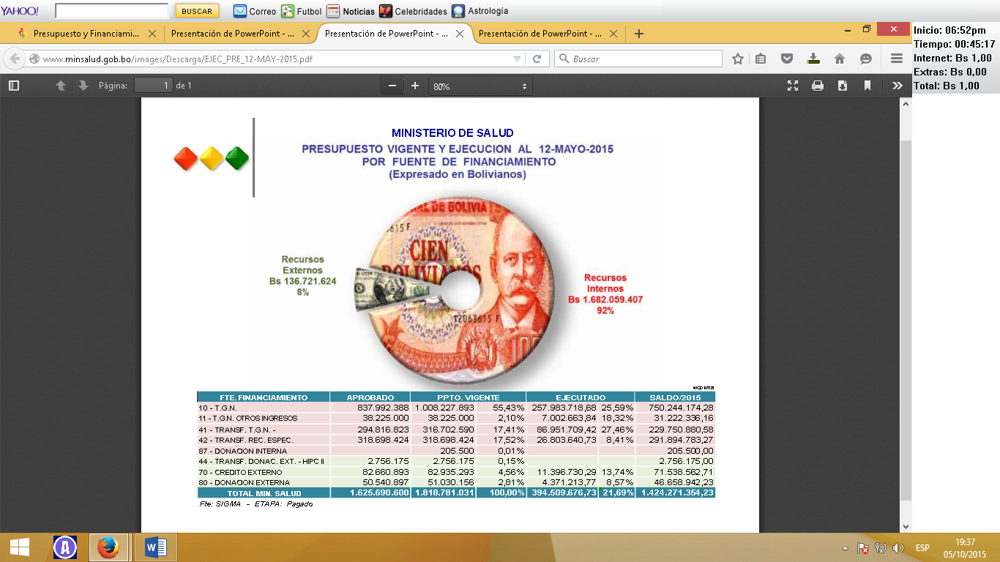 YAHOO! BUSCAR Correo Futbol Noticias Celebridades Astrología
Presupuesto y Financiami... Presentación de PowerPoint - ... Presentación de PowerPoint - ... Presentación de PowerPoint - ...
Inicio: 06:52pm
Tiempo: 00:45:17
Internet: Bs 1,00
Extras: Bs 0,00
Total: Bs 1,00
www.minsalud.gob.bo/images/Descarga/EJEC_PRE_12-MAY-2015.pdf Buscar
Página: 1 de 1 80%
MINISTERIO DE SALUD
PRESUPUESTO VIGENTE Y EJECUCION AL 12-MAYO-2015
POR FUENTE DE FINANCIAMIENTO
(Expresado en Bolivianos)
RAL DE BOLIVIA
3615 F
CIEN
BOLIVIANOS
12063615 F
100
Recursos
Externos
Bs 136.721.624
8%
Recursos
Internos
Bs 1.682.059.407
92%
FTE. FINANCIAMIENTO APROBADO PPTO. VIGENTE EJECUTADO SALDO/2015
10 - T.G.N. 837.992.388 1.008.227.893 55,43% 257.983.718,68 25,59% 750.244.174,28
11 - T.G.N. OTROS INGRESOS 38.225.000 38.225.000 2,10% 7.002.663,84 18,32% 31.222.336,16
41 - TRANSF. T.G.N. - 294.816.823 316.702.590 17,41% 86.951.709,42 27,46% 229.750.880,58
42 - TRANSF. REC. ESPEC. 318.698.424 318.698.424 17,52% 26.803.640,73 8,41% 291.894.783,27
87 - DONACION INTERNA 205.500 0,01% 205.500,00
44 - TRANSF. DONAC. EXT. - HIPC II 2.756.175 2.756.175 0,15% 2.756.175,00
70 - CREDITO EXTERNO 82.660.893 82.935.293 4,56% 11.396.730,29 13,74% 71.538.562,71
80 - DONACION EXTERNA 50.540.897 51.030.156 2,81% 4.371.213,77 8,57% 46.658.942,23
TOTAL MIN. SALUD 1.625.690.600 1.818.781.031 100,00% 394.509.676,73 21,69% 1.424.271.354,23
Fte: SIGMA - ETAPA: Pagado
ESP
19:37
05/10/2015